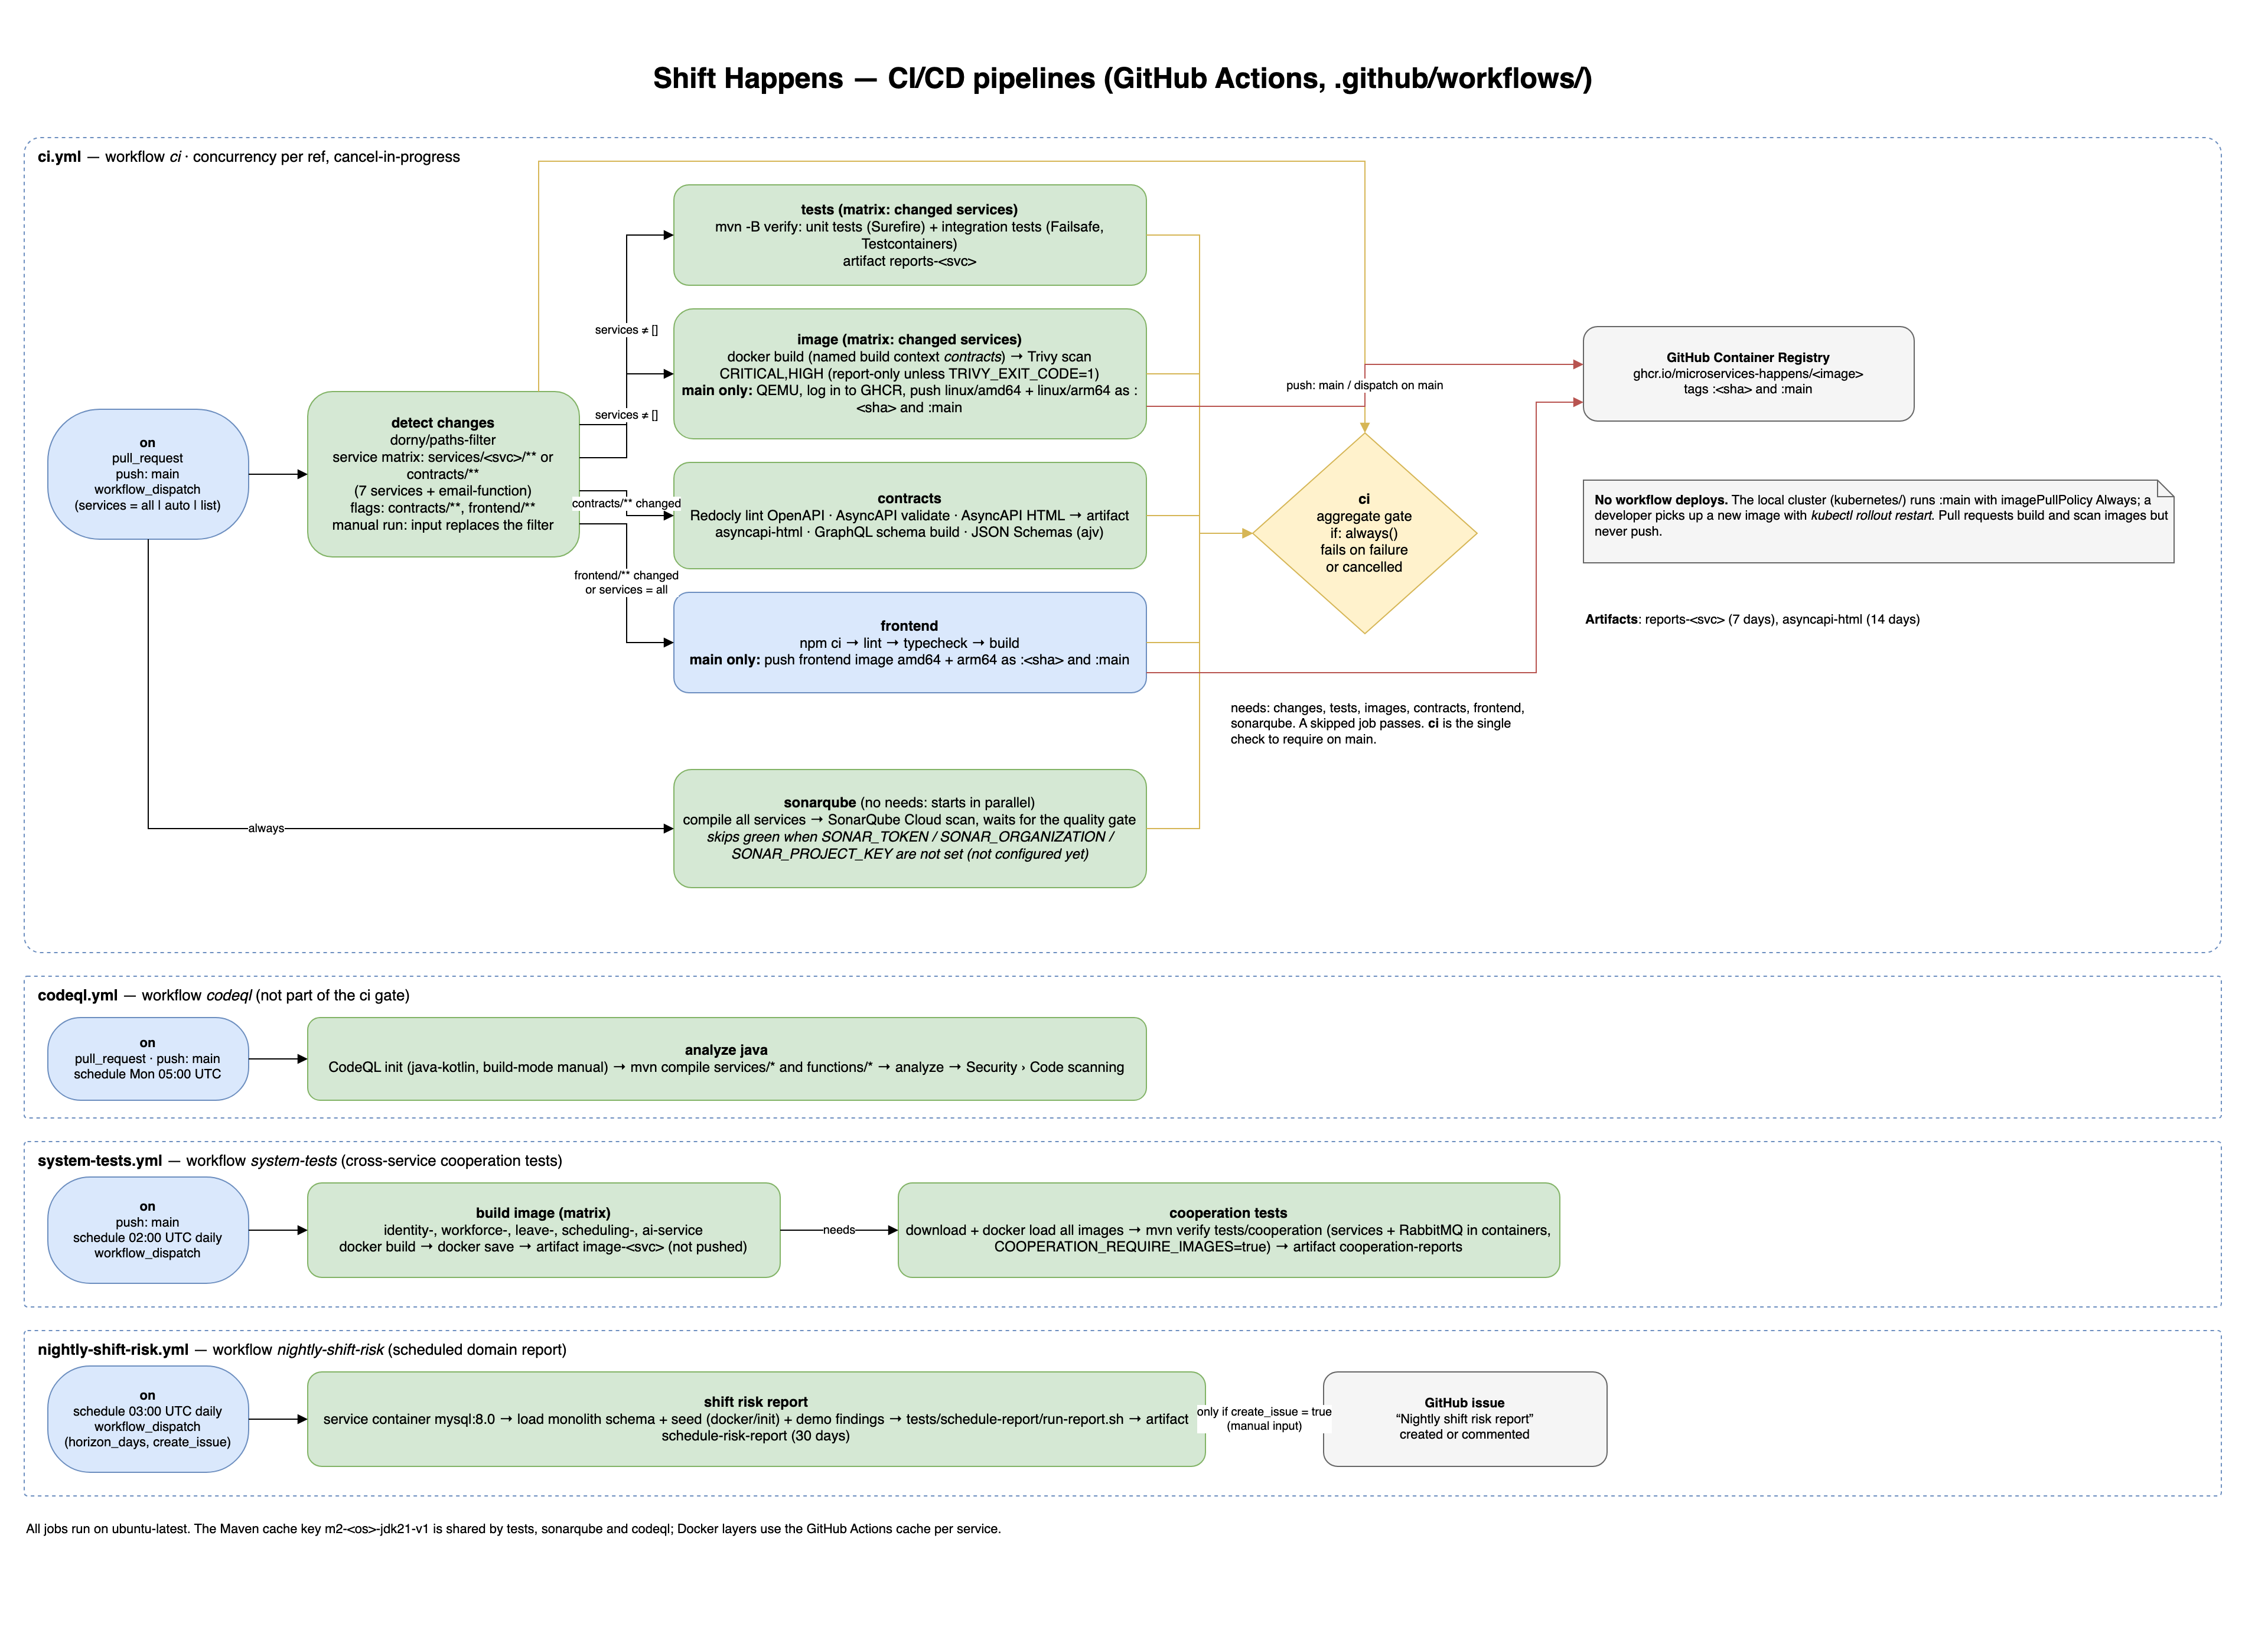 Shift Happens — CI/CD pipelines (GitHub Actions, .github/workflows/)
ci.yml — workflow ci · concurrency per ref, cancel-in-progress
on
pull_request
push: main
workflow_dispatch
(services = all | auto | list)
detect changes
dorny/paths-filter
service matrix: services/<svc>/** or
contracts/**
(7 services + email-function)
flags: contracts/**, frontend/**
manual run: input replaces the filter
services ≠ []
services ≠ []
contracts/** changed
frontend/** changed
or services = all
tests (matrix: changed services)
mvn -B verify: unit tests (Surefire) + integration tests (Failsafe,
Testcontainers)
artifact reports-<svc>
image (matrix: changed services)
docker build (named build context contracts) → Trivy scan
CRITICAL,HIGH (report-only unless TRIVY_EXIT_CODE=1)
main only: QEMU, log in to GHCR, push linux/amd64 + linux/arm64 as :
<sha> and :main
contracts
Redocly lint OpenAPI · AsyncAPI validate · AsyncAPI HTML → artifact
asyncapi-html · GraphQL schema build · JSON Schemas (ajv)
frontend
npm ci → lint → typecheck → build
main only: push frontend image amd64 + arm64 as :<sha> and :main
always
sonarqube (no needs: starts in parallel)
compile all services → SonarQube Cloud scan, waits for the quality gate
skips green when SONAR_TOKEN / SONAR_ORGANIZATION /
SONAR_PROJECT_KEY are not set (not configured yet)
push: main / dispatch on main
ci
aggregate gate
if: always()
fails on failure
or cancelled
needs: changes, tests, images, contracts, frontend,
sonarqube. A skipped job passes. ci is the single
check to require on main.
GitHub Container Registry
ghcr.io/microservices-happens/<image>
tags :<sha> and :main
No workflow deploys. The local cluster (kubernetes/) runs :main with imagePullPolicy Always; a
developer picks up a new image with kubectl rollout restart. Pull requests build and scan images but
never push.
Artifacts: reports-<svc> (7 days), asyncapi-html (14 days)
codeql.yml — workflow codeql (not part of the ci gate)
on
pull_request · push: main
schedule Mon 05:00 UTC
analyze java
CodeQL init (java-kotlin, build-mode manual) → mvn compile services/* and functions/* → analyze → Security › Code scanning
system-tests.yml — workflow system-tests (cross-service cooperation tests)
on
push: main
schedule 02:00 UTC daily
workflow_dispatch
build image (matrix)
identity-, workforce-, leave-, scheduling-, ai-service
docker build → docker save → artifact image-<svc> (not pushed)
needs
cooperation tests
download + docker load all images → mvn verify tests/cooperation (services + RabbitMQ in containers,
COOPERATION_REQUIRE_IMAGES=true) → artifact cooperation-reports
nightly-shift-risk.yml — workflow nightly-shift-risk (scheduled domain report)
on
schedule 03:00 UTC daily
workflow_dispatch
(horizon_days, create_issue)
shift risk report
service container mysql:8.0 → load monolith schema + seed (docker/init) + demo findings → tests/schedule-report/run-report.sh → artifact
schedule-risk-report (30 days)
only if create_issue = true
(manual input)
GitHub issue
“Nightly shift risk report”
created or commented
All jobs run on ubuntu-latest. The Maven cache key m2-<os>-jdk21-v1 is shared by tests, sonarqube and codeql; Docker layers use the GitHub Actions cache per service.